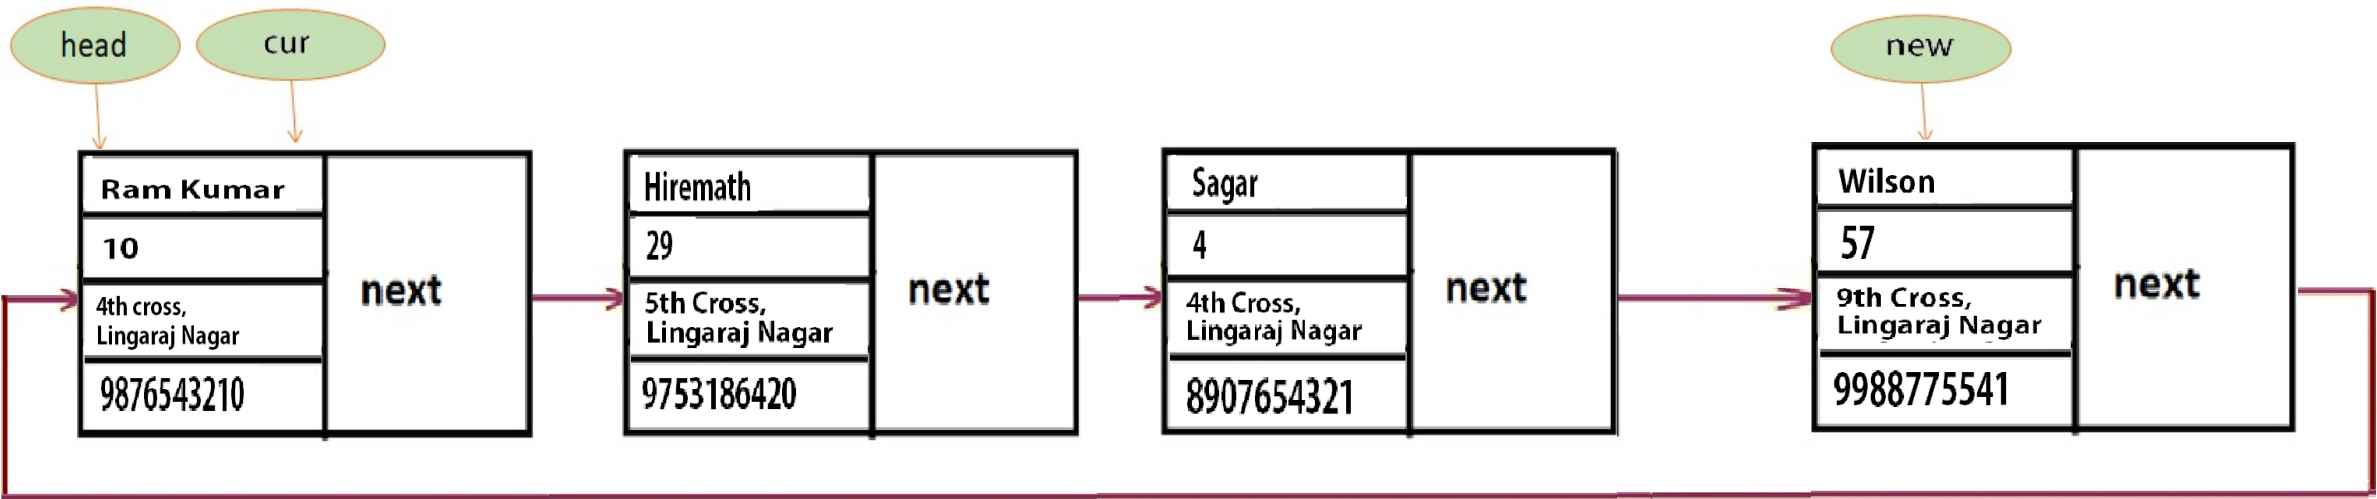 head
cur
new
Ram Kumar
10
4th cross,
Lingaraj Nagar
9876543210
next
Hiremath
29
5th Cross,
Lingaraj Nagar
9753186420
next
Sagar
4
4th Cross,
Lingaraj Nagar
8907654321
next
Wilson
57
9th Cross,
Lingaraj Nagar
9988775541
next